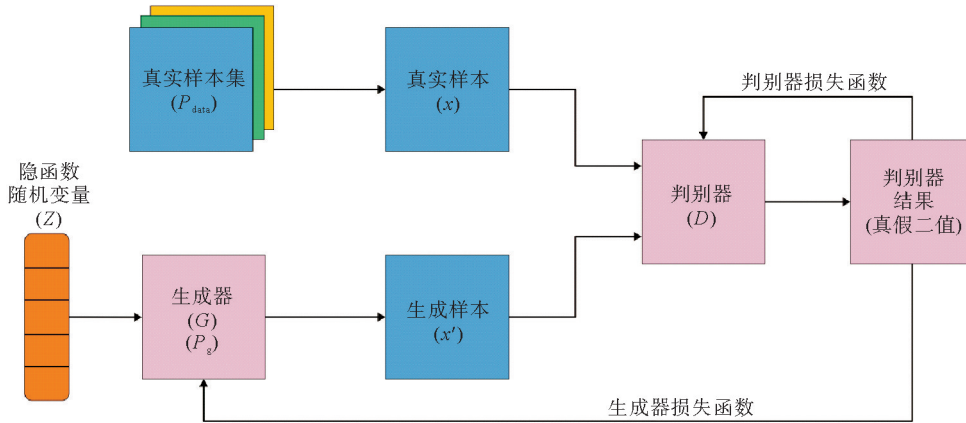 真实样本集
(P_data)
真实样本
(x)
判别器损失函数
隐函数
随机变量
(Z)
判别器
(D)
判别器
结果
(真假二值)
生成器
(G)
(P_g)
生成样本
(x′)
生成器损失函数